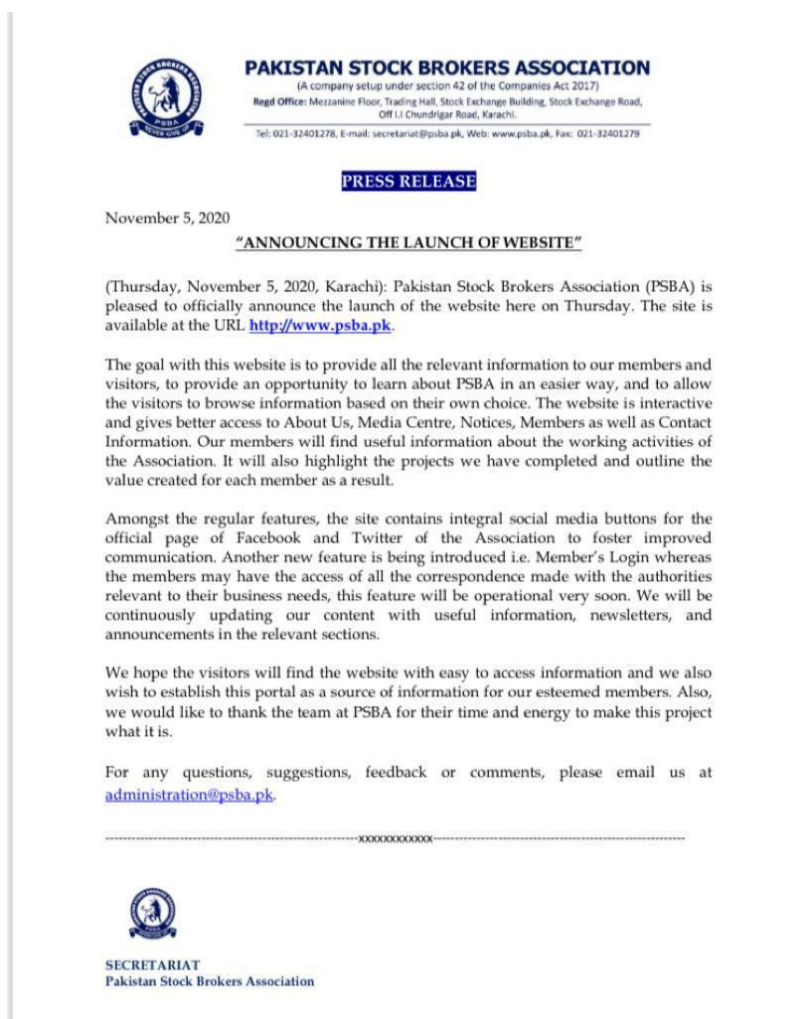 PAKISTAN STOCK BROKERS ASSOCIATION
(A company setup under section 42 of the Companies Act 2017)
Regd Office: Mezzanine Floor, Trading Hall, Stock Exchange Building, Stock Exchange Road,
Off I.I Chundrigar Road, Karachi.
PAKISTAN STOCK BROKERS ASSOCIATION
PSBA
NEVER GIVE UP
Tel: 021-32401278, E-mail: secretariat@psba.pk, Web: www.psba.pk, Fax: 021-32401279
PRESS RELEASE
November 5, 2020
"ANNOUNCING THE LAUNCH OF WEBSITE"
(Thursday, November 5, 2020, Karachi): Pakistan Stock Brokers Association (PSBA) is
pleased to officially announce the launch of the website here on Thursday. The site is
available at the URL http://www.psba.pk.
The goal with this website is to provide all the relevant information to our members and
visitors, to provide an opportunity to learn about PSBA in an easier way, and to allow
the visitors to browse information based on their own choice. The website is interactive
and gives better access to About Us, Media Centre, Notices, Members as well as Contact
Information. Our members will find useful information about the working activities of
the Association. It will also highlight the projects we have completed and outline the
value created for each member as a result.
Amongst the regular features, the site contains integral social media buttons for the
official page of Facebook and Twitter of the Association to foster improved
communication. Another new feature is being introduced i.e. Member's Login whereas
the members may have the access of all the correspondence made with the authorities
relevant to their business needs, this feature will be operational very soon. We will be
continuously updating our content with useful information, newsletters, and
announcements in the relevant sections.
We hope the visitors will find the website with easy to access information and we also
wish to establish this portal as a source of information for our esteemed members. Also,
we would like to thank the team at PSBA for their time and energy to make this project
what it is.
For any questions, suggestions, feedback or comments, please email us at
administration@psba.pk.
----------------------------------------------------------xxxxxxxxxxxx----------------------------------------------------------
PSBA
SECRETARIAT
Pakistan Stock Brokers Association